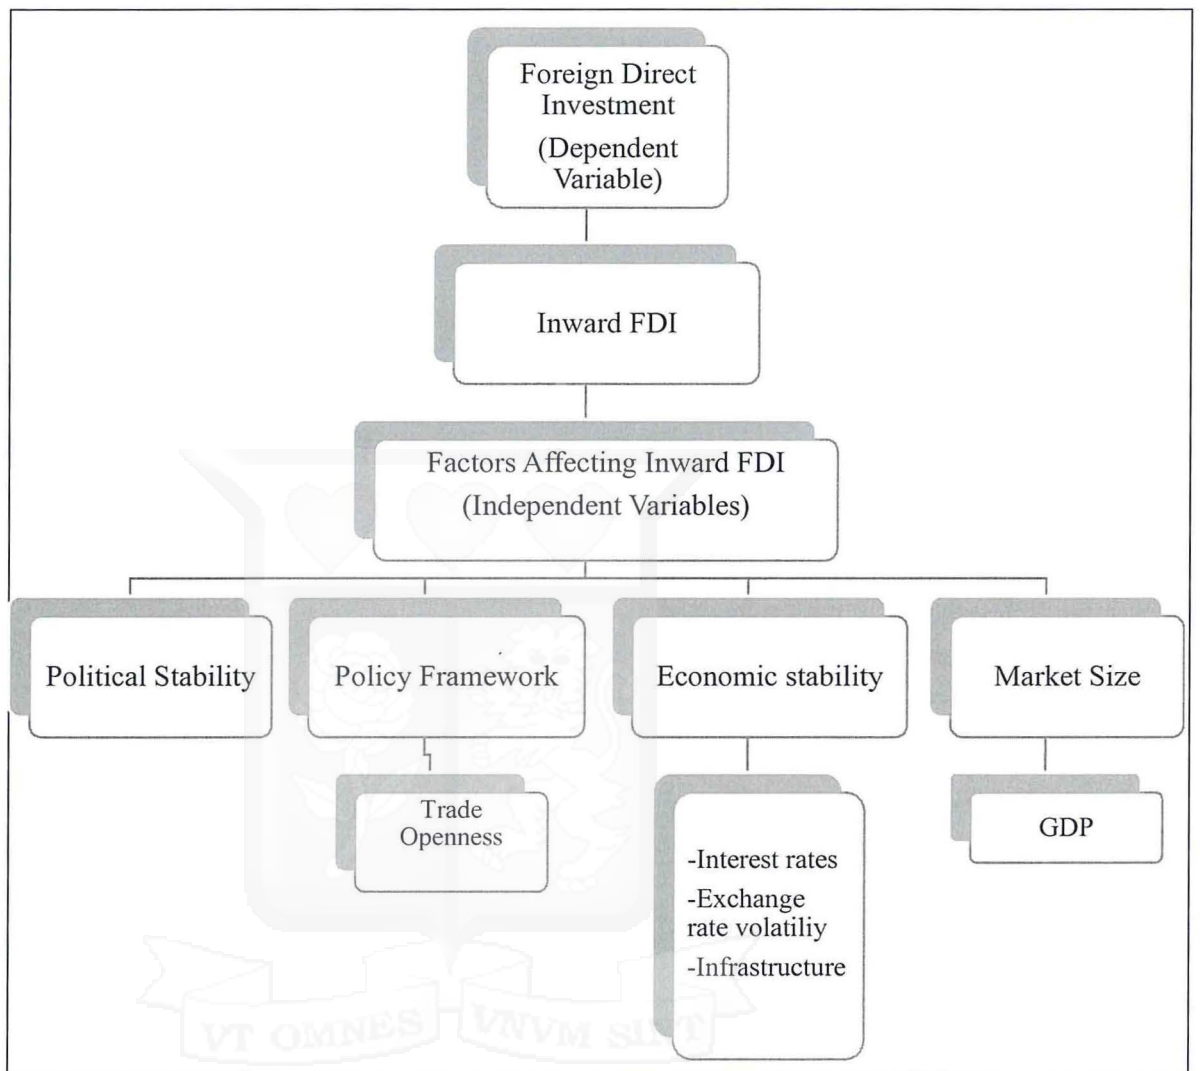 Foreign Direct
Investment
(Dependent
Variable)
Inward FDI
Factors Affecting Inward FDI
(Independent Variables)
Political Stability
Policy Framework
Economic stability
Market Size
Trade
Openness
-Interest rates
-Exchange
rate volatiliy
-Infrastructure
GDP
VT OMNES VNVM SINT